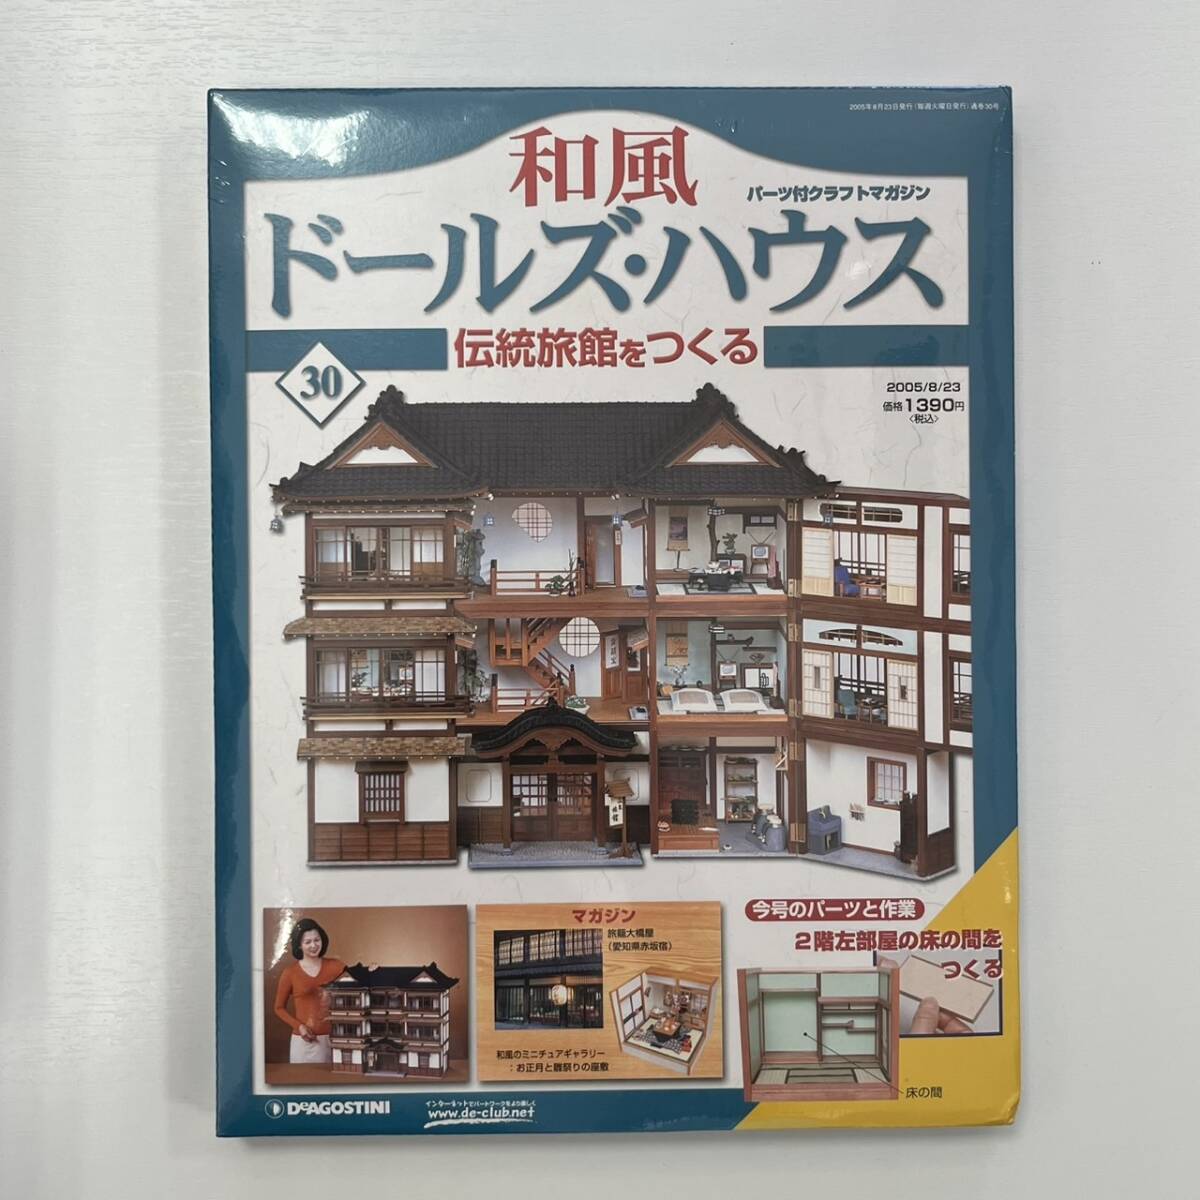 2005年8月23日発行(毎週火曜日発行)通巻30号
和風
パーツ付クラフトマガジン
ドールズ・ハウス
伝統旅館をつくる
30
2005/8/23
価格1390円
〈税込〉
マガジン
旅籠大橋屋
(愛知県赤坂宿)
和風のミニチュアギャラリー
:お正月と雛祭りの座敷
今号のパーツと作業
2階左部屋の床の間を
つくる
床の間
DEAGOSTINI
インターネットでパートワークをより楽しく
www.de-club.net